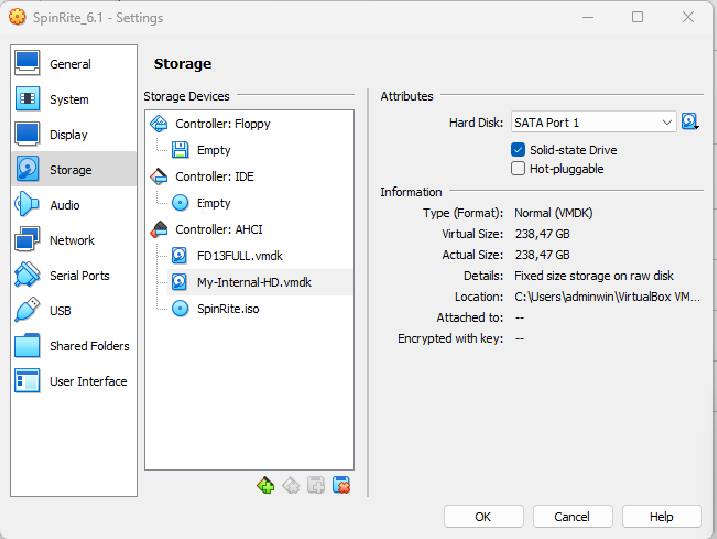 SpinRite_6.1 - Settings
General
System
Display
Storage
Audio
Network
Serial Ports
USB
Shared Folders
User Interface
Storage
Storage Devices
Controller: Floppy
Empty
Controller: IDE
Empty
Controller: AHCI
FD13FULL.vmdk
My-Internal-HD.vmdk
SpinRite.iso
Attributes
Hard Disk: SATA Port 1
Solid-state Drive
Hot-pluggable
Information
Type (Format): Normal (VMDK)
Virtual Size: 238,47 GB
Actual Size: 238,47 GB
Details: Fixed size storage on raw disk
Location: C:\Users\adminwin\VirtualBox VM...
Attached to: --
Encrypted with key: --
OK Cancel Help